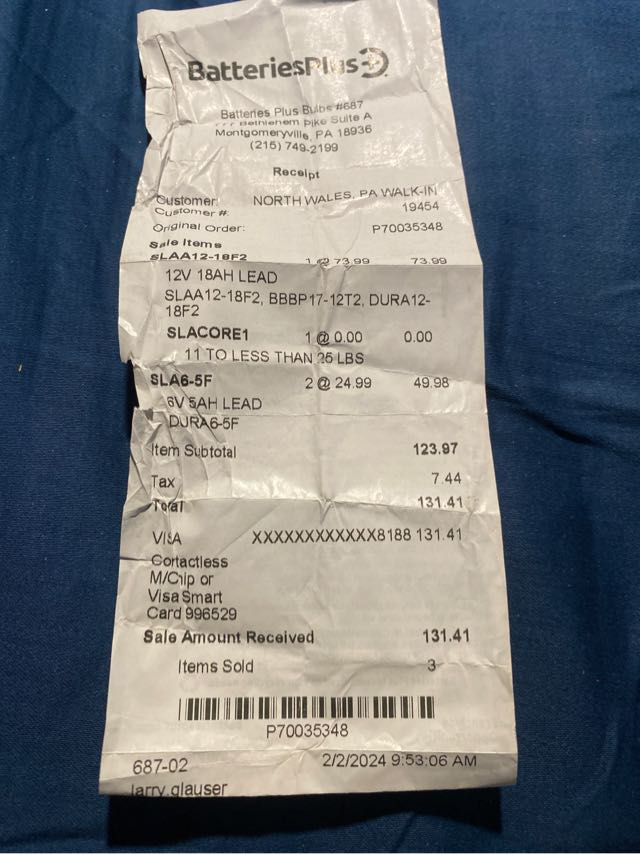 BatteriesPlus
Batteries Plus Bulbs #687
Bethlehem Pike Suite A
Montgomeryville, PA 18936
(215) 749-2199
Receipt
Customer: NORTH WALES, PA WALK-IN
Customer #: 19454
Original Order: P70035348
Sale Items
SLAA12-18F2 1 @ 73.99 73.99
12V 18AH LEAD
SLAA12-18F2, BBBP17-12T2, DURA12-
18F2
SLACORE1 1 @ 0.00 0.00
11 TO LESS THAN 25 LBS
SLA6-5F 2 @ 24.99 49.98
6V 5AH LEAD
DURA6-5F
Item Subtotal 123.97
Tax 7.44
Total 131.41
VISA XXXXXXXXXXXX8188 131.41
Contactless
M/Chip or
Visa Smart
Card 996529
Sale Amount Received 131.41
Items Sold 3
P70035348
687-02 2/2/2024 9:53:06 AM
larry.glauser